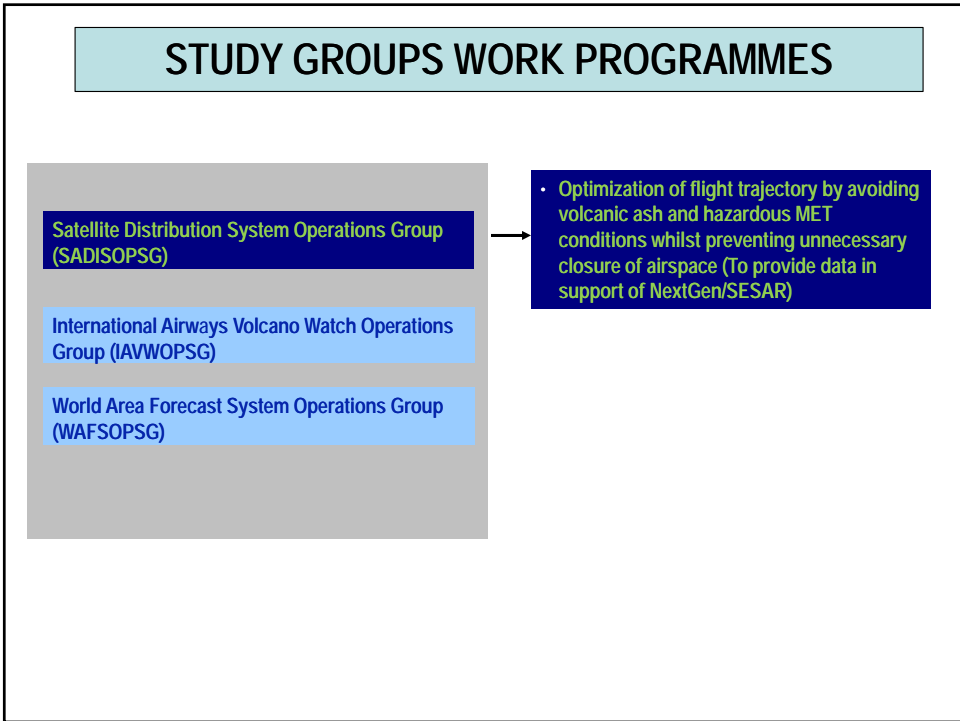 STUDY GROUPS WORK PROGRAMMES
Satellite Distribution System Operations Group
(SADISOPSG)
International Airways Volcano Watch Operations
Group (IAVWOPSG)
World Area Forecast System Operations Group
(WAFSOPSG)
• Optimization of flight trajectory by avoiding
volcanic ash and hazardous MET
conditions whilst preventing unnecessary
closure of airspace (To provide data in
support of NextGen/SESAR)